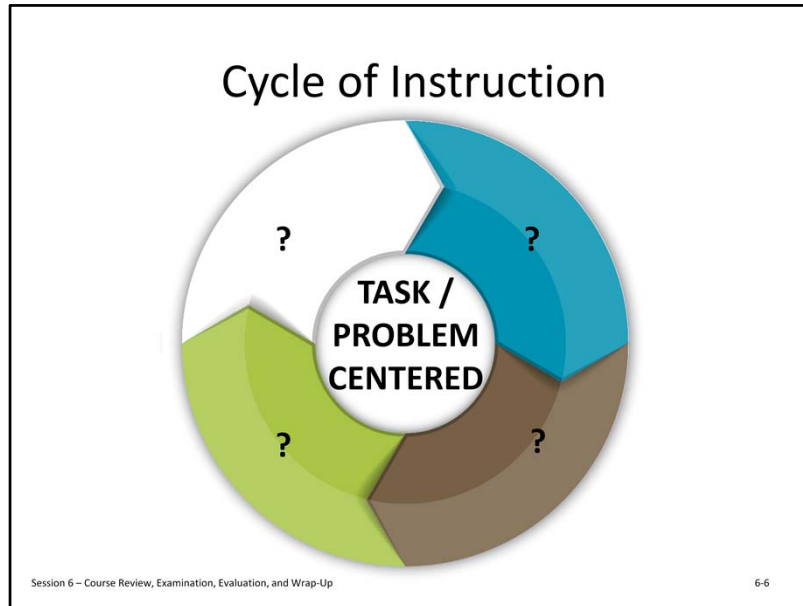 Cycle of Instruction
?
?
TASK /
PROBLEM
CENTERED
?
?
Session 6 – Course Review, Examination, Evaluation, and Wrap-Up
6-6